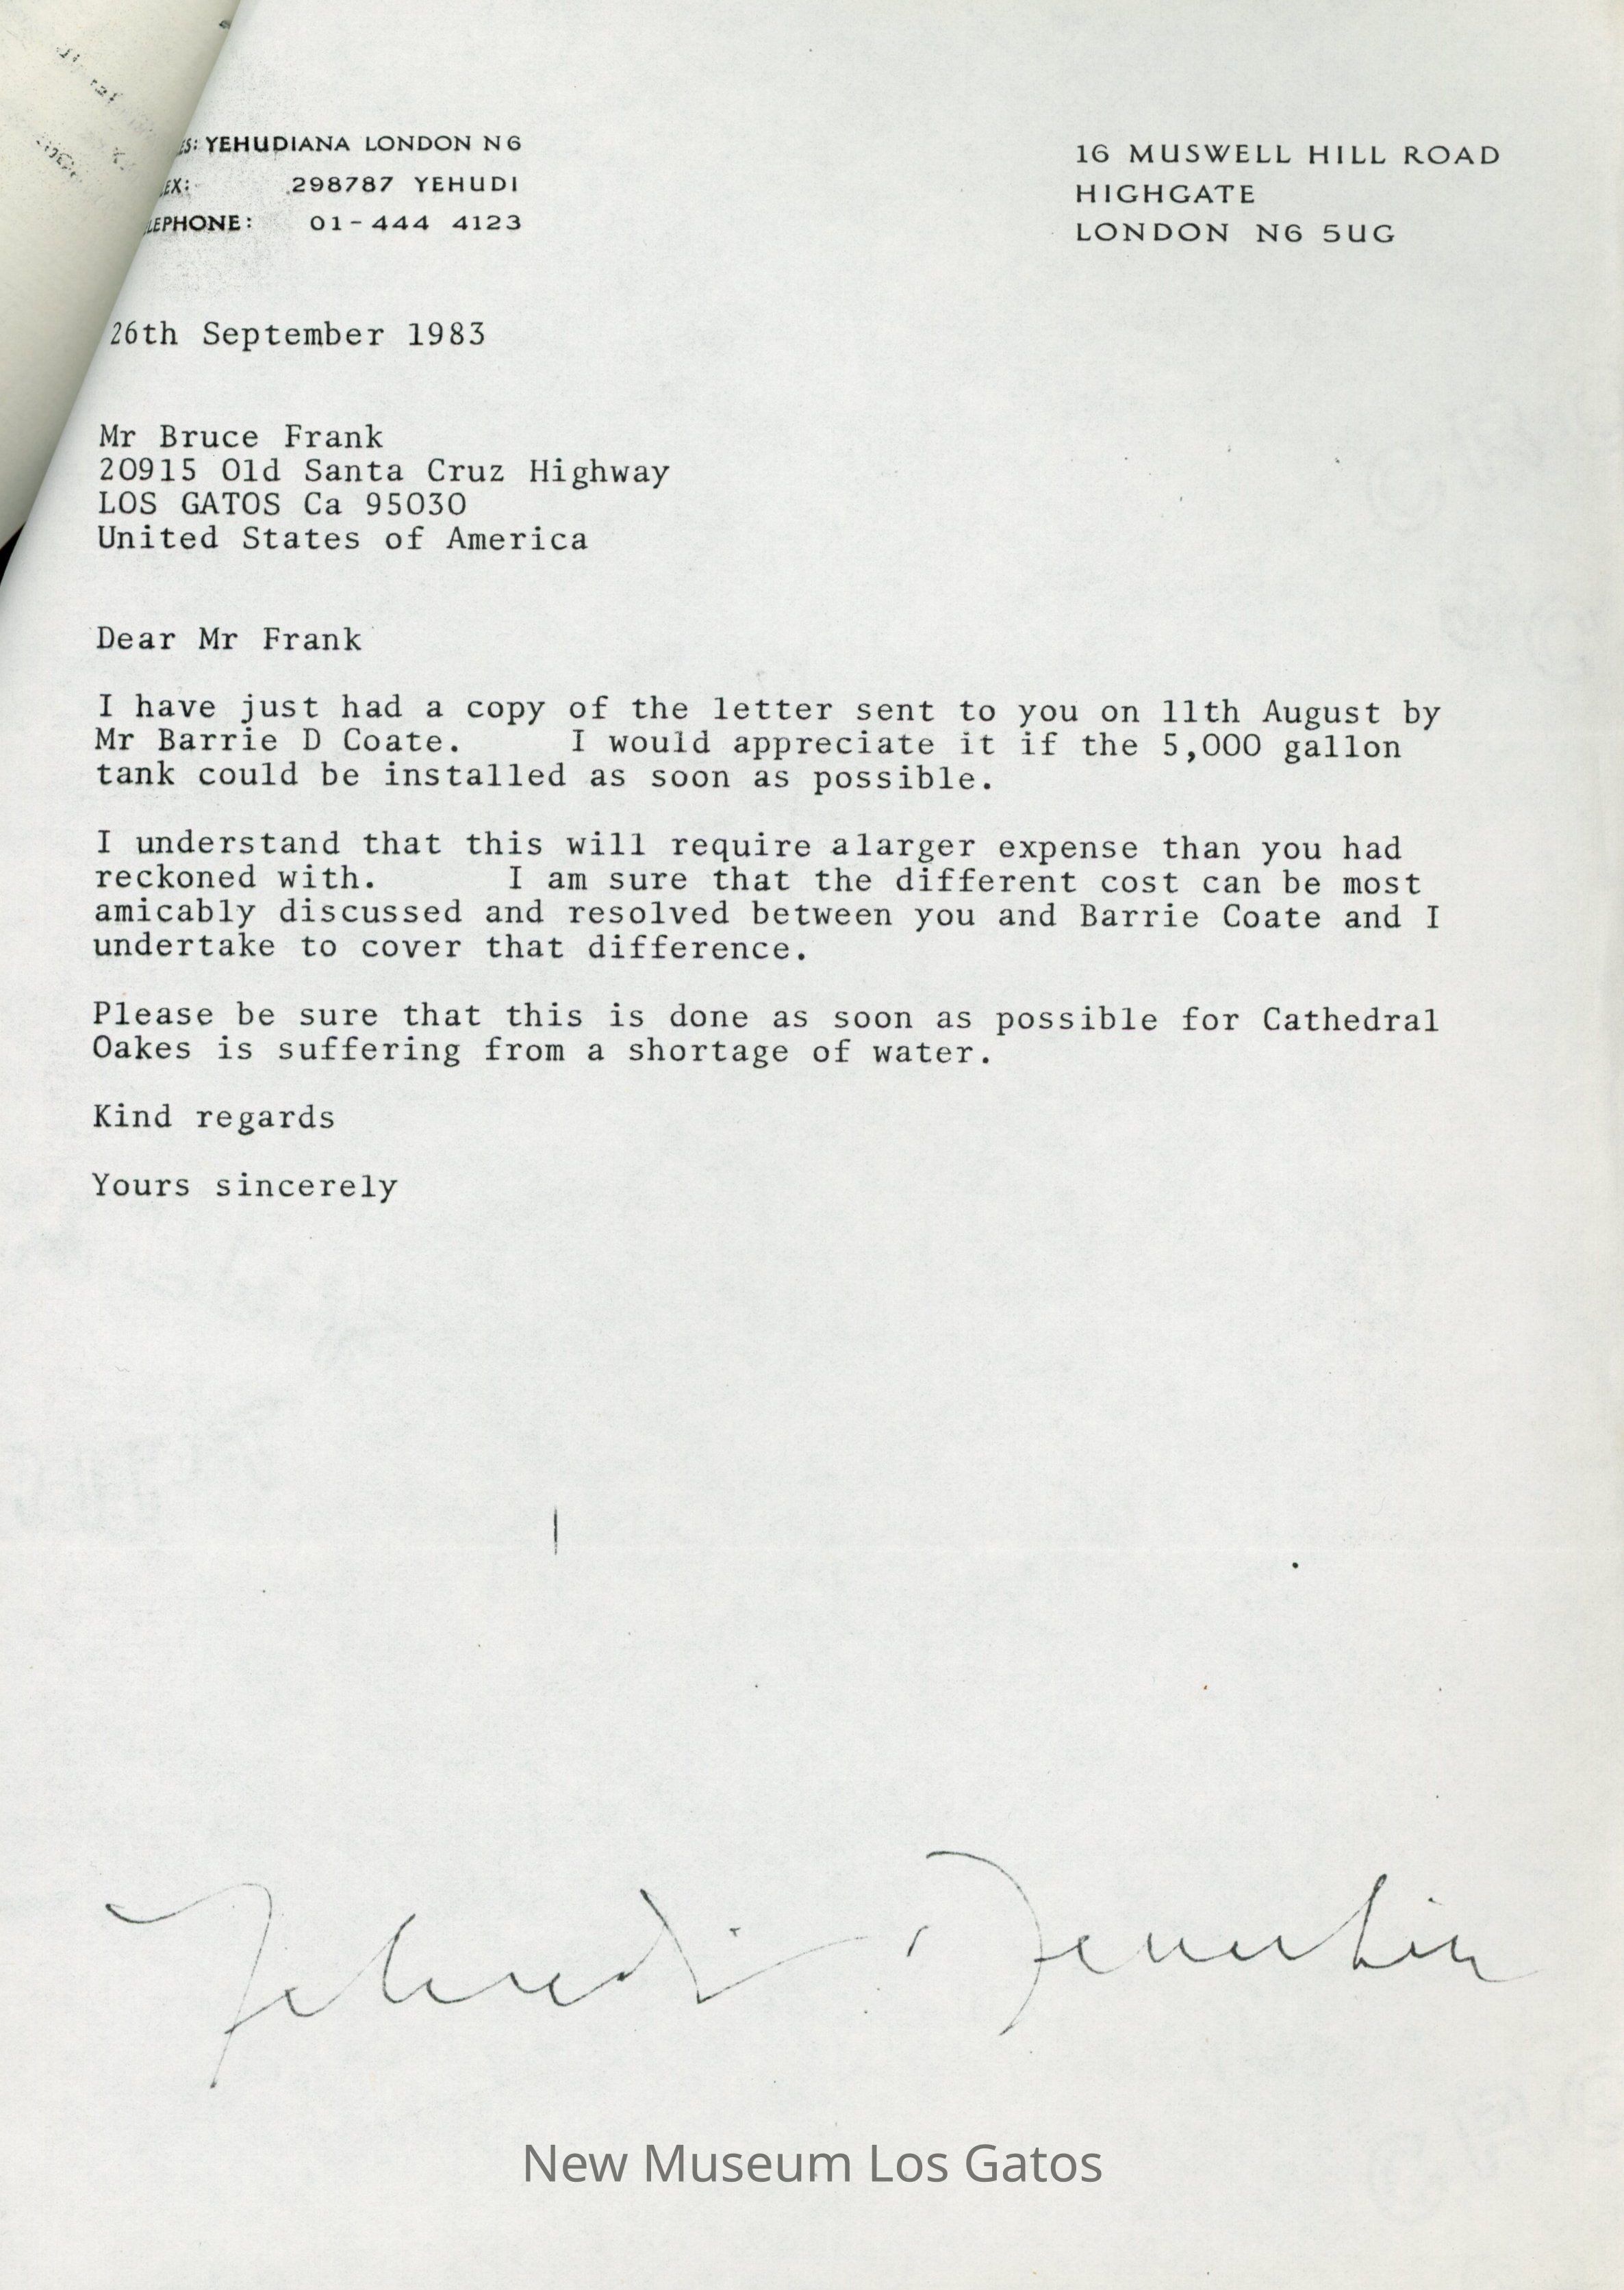 ES: YEHUDIANA LONDON N6
EX: 298787 YEHUDI
LEPHONE: 01-444 4123
16 MUSWELL HILL ROAD
HIGHGATE
LONDON N6 5UG
26th September 1983
Mr Bruce Frank
20915 Old Santa Cruz Highway
LOS GATOS Ca 95030
United States of America
Dear Mr Frank
I have just had a copy of the letter sent to you on 11th August by
Mr Barrie D Coate. I would appreciate it if the 5,000 gallon
tank could be installed as soon as possible.
I understand that this will require alarger expense than you had
reckoned with. I am sure that the different cost can be most
amicably discussed and resolved between you and Barrie Coate and I
undertake to cover that difference.
Please be sure that this is done as soon as possible for Cathedral
Oakes is suffering from a shortage of water.
Kind regards
Yours sincerely
Yehudi Menuhin
New Museum Los Gatos